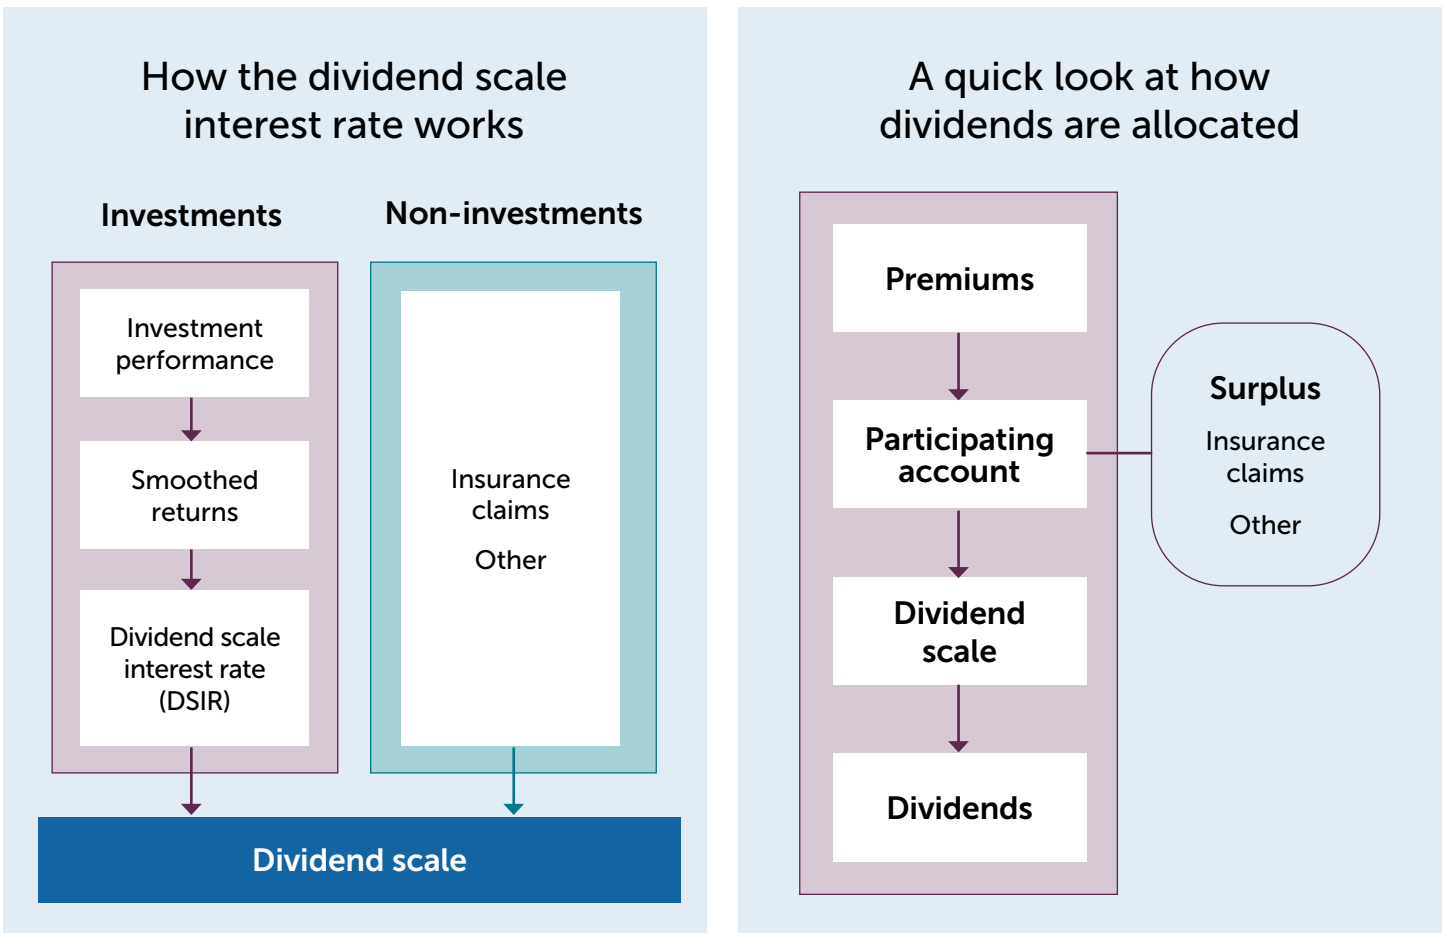 How the dividend scale
interest rate works
Investments
Investment
performance
Smoothed
returns
Dividend scale
interest rate
(DSIR)
Non-investments
Insurance
claims
Other
Dividend scale
A quick look at how
dividends are allocated
Premiums
Participating
account
Surplus
Insurance
claims
Other
Dividend
scale
Dividends